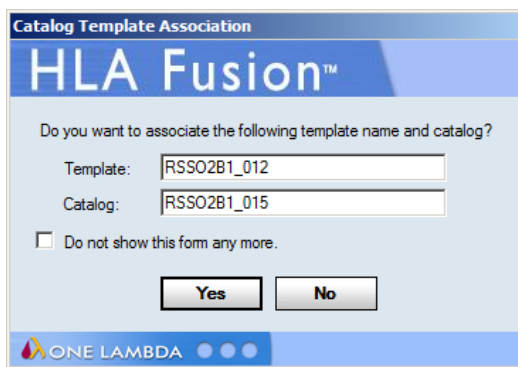 Catalog Template Association
HLA Fusion™
Do you want to associate the following template name and catalog?
Template: RSSO2B1_012
Catalog: RSSO2B1_015
Do not show this form any more.
Yes No
ONE LAMBDA